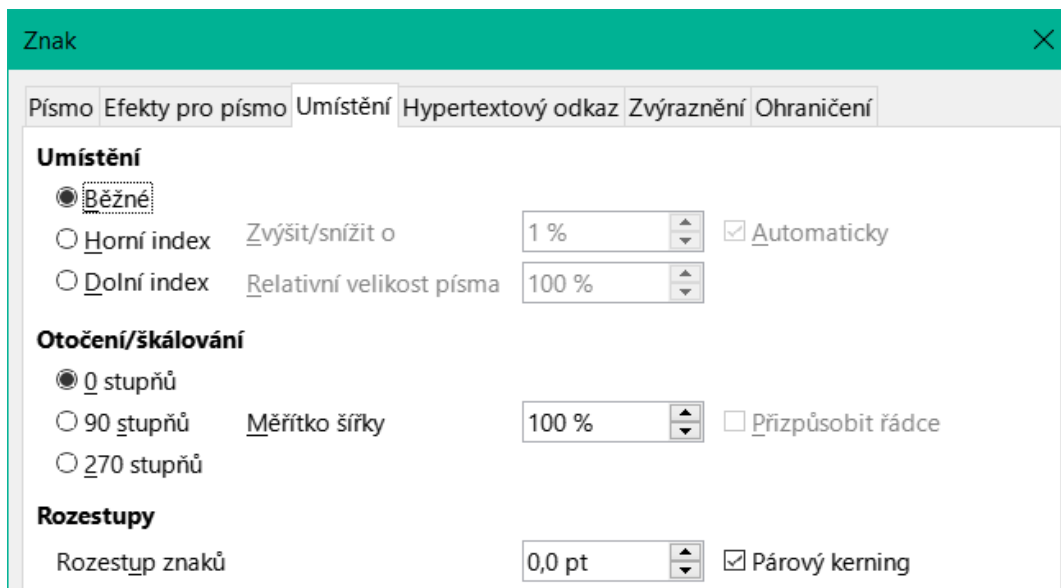 Znak
Písmo Efekty pro písmo Umístění Hypertextový odkaz Zvýraznění Ohraničení
Umístění
Běžné
Horní index Zvýšit/snížit o 1 % Automaticky
Dolní index Relativní velikost písma 100 %
Otočení/škálování
0 stupňů
90 stupňů Měřítko šířky 100 % Přizpůsobit řádce
270 stupňů
Rozestupy
Rozestup znaků 0,0 pt Párový kerning